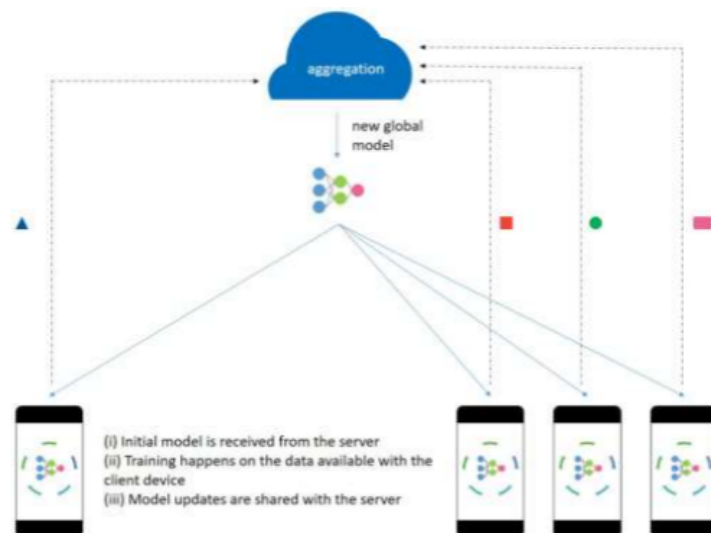 aggregation
new global
model
(i) Initial model is received from the server
(ii) Training happens on the data available with the
client device
(iii) Model updates are shared with the server